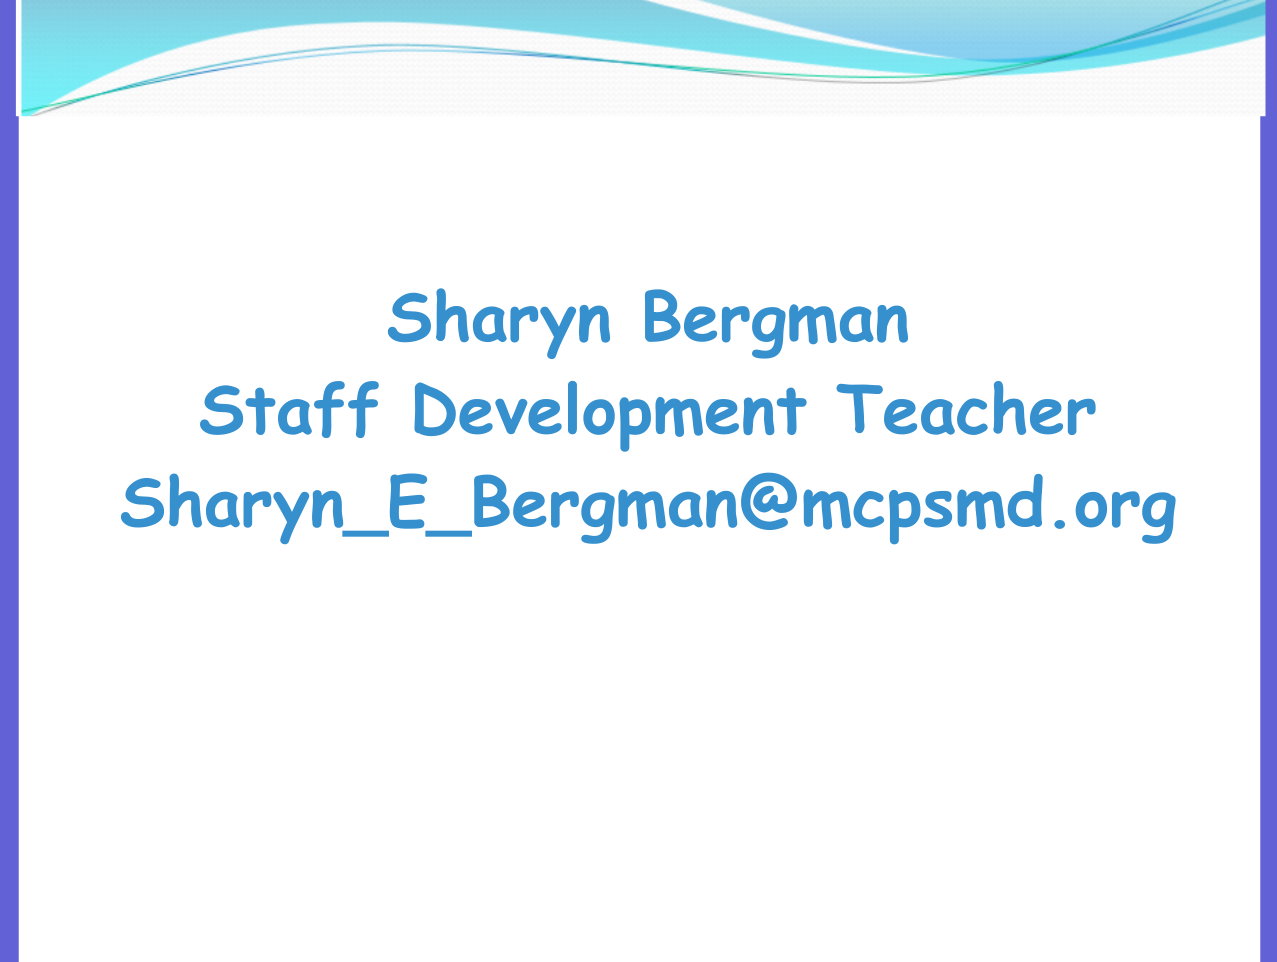 Sharyn Bergman
Staff Development Teacher
Sharyn_E_Bergman@mcpsmd.org